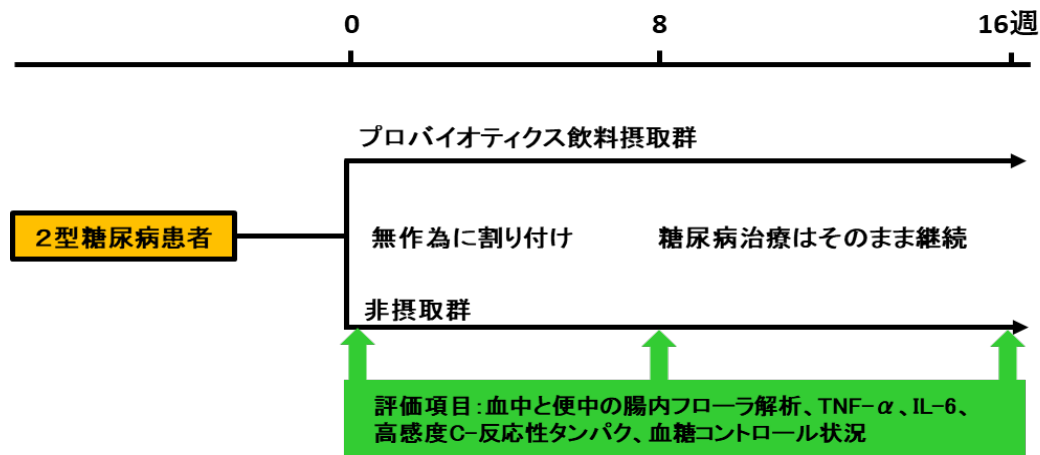 0 8 16週
プロバイオティクス飲料摂取群
2型糖尿病患者
無作為に割り付け 糖尿病治療はそのまま継続
非摂取群
評価項目：血中と便中の腸内フローラ解析、TNF-α、IL-6、
高感度C-反応性タンパク、血糖コントロール状況